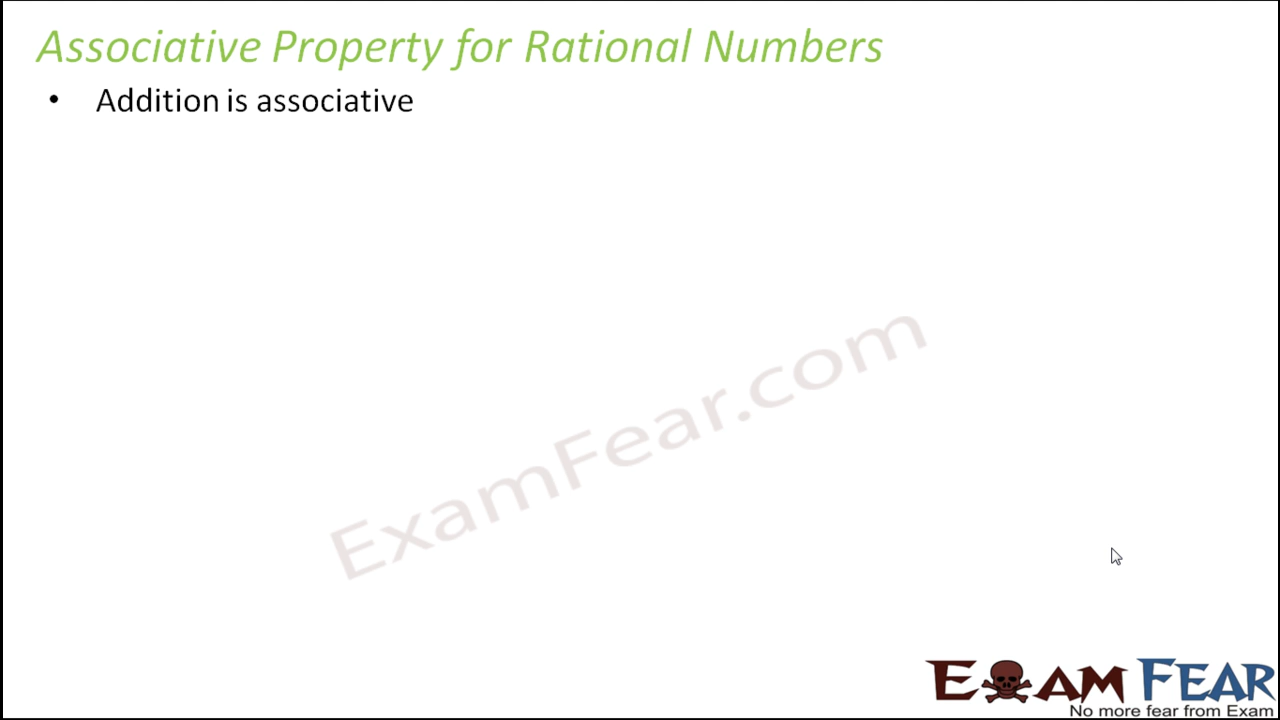 Associative Property for Rational Numbers
• Addition is associative
ExamFear.com
EXAM FEAR
No more fear from Exam